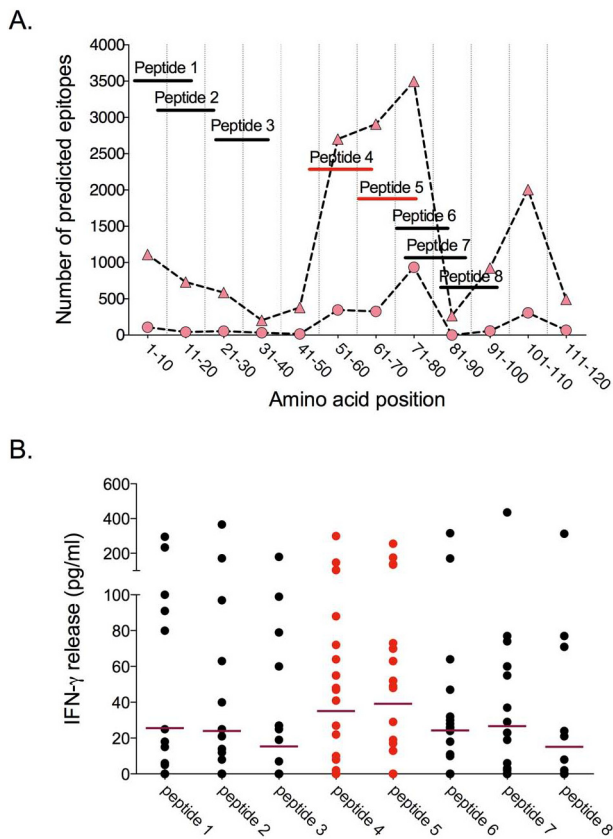 A.
Number of predicted epitopes
4000
3500
3000
2500
2000
1500
1000
500
0
Peptide 1
Peptide 2
Peptide 3
Peptide 4
Peptide 5
Peptide 6
Peptide 7
Peptide 8
1-10
11-20
21-30
31-40
41-50
51-60
61-70
71-80
81-90
91-100
101-110
111-120
Amino acid position
B.
IFN-γ release (pg/ml)
600
400
200
100
80
60
40
20
0
peptide 1
peptide 2
peptide 3
peptide 4
peptide 5
peptide 6
peptide 7
peptide 8